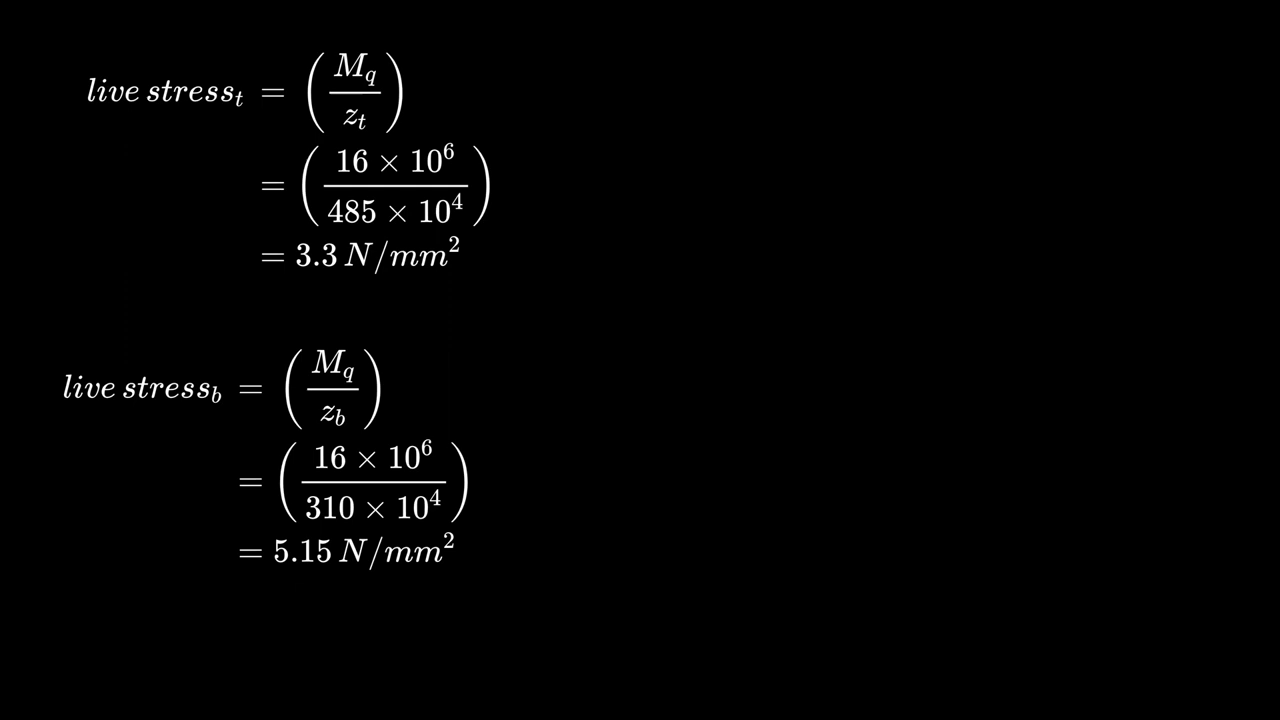 live stress_t = (M_q / z_t)
= (16 × 10^6 / 485 × 10^4)
= 3.3 N/mm^2
live stress_b = (M_q / z_b)
= (16 × 10^6 / 310 × 10^4)
= 5.15 N/mm^2